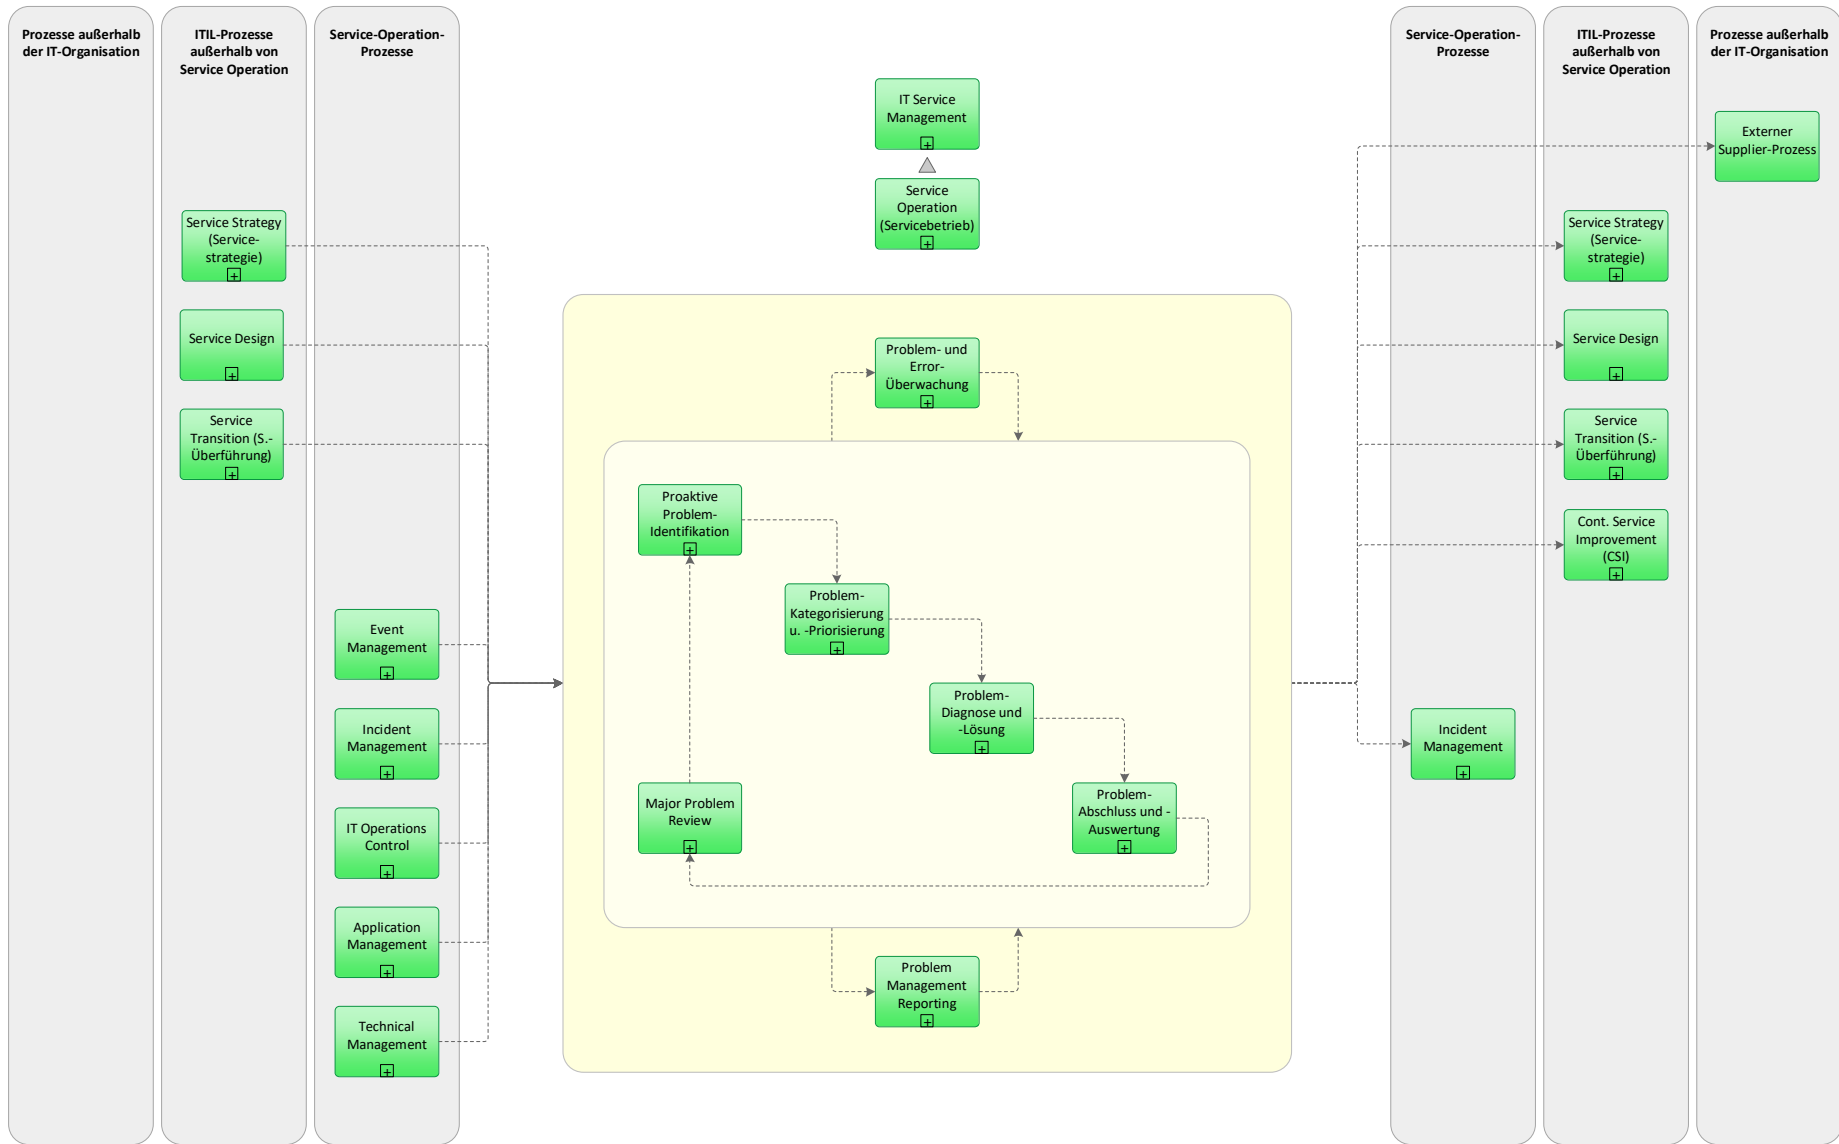 Prozesse außerhalb
der IT-Organisation
ITIL-Prozesse
außerhalb von
Service Operation
Service-Operation-
Prozesse
Service-Operation-
Prozesse
ITIL-Prozesse
außerhalb von
Service Operation
Prozesse außerhalb
der IT-Organisation
IT Service
Management
Service
Operation
(Servicebetrieb)
Externer
Supplier-Prozess
Service Strategy
(Service-
strategie)
Service Design
Service
Transition (S.-
Überführung)
Event
Management
Incident
Management
IT Operations
Control
Application
Management
Technical
Management
Problem- und
Error-
Überwachung
Proaktive
Problem-
Identifikation
Problem-
Kategorisierung
u. -Priorisierung
Problem-
Diagnose und
-Lösung
Problem-
Abschluss und -
Auswertung
Major Problem
Review
Problem
Management
Reporting
Service Strategy
(Service-
strategie)
Service Design
Service
Transition (S.-
Überführung)
Cont. Service
Improvement
(CSI)
Incident
Management